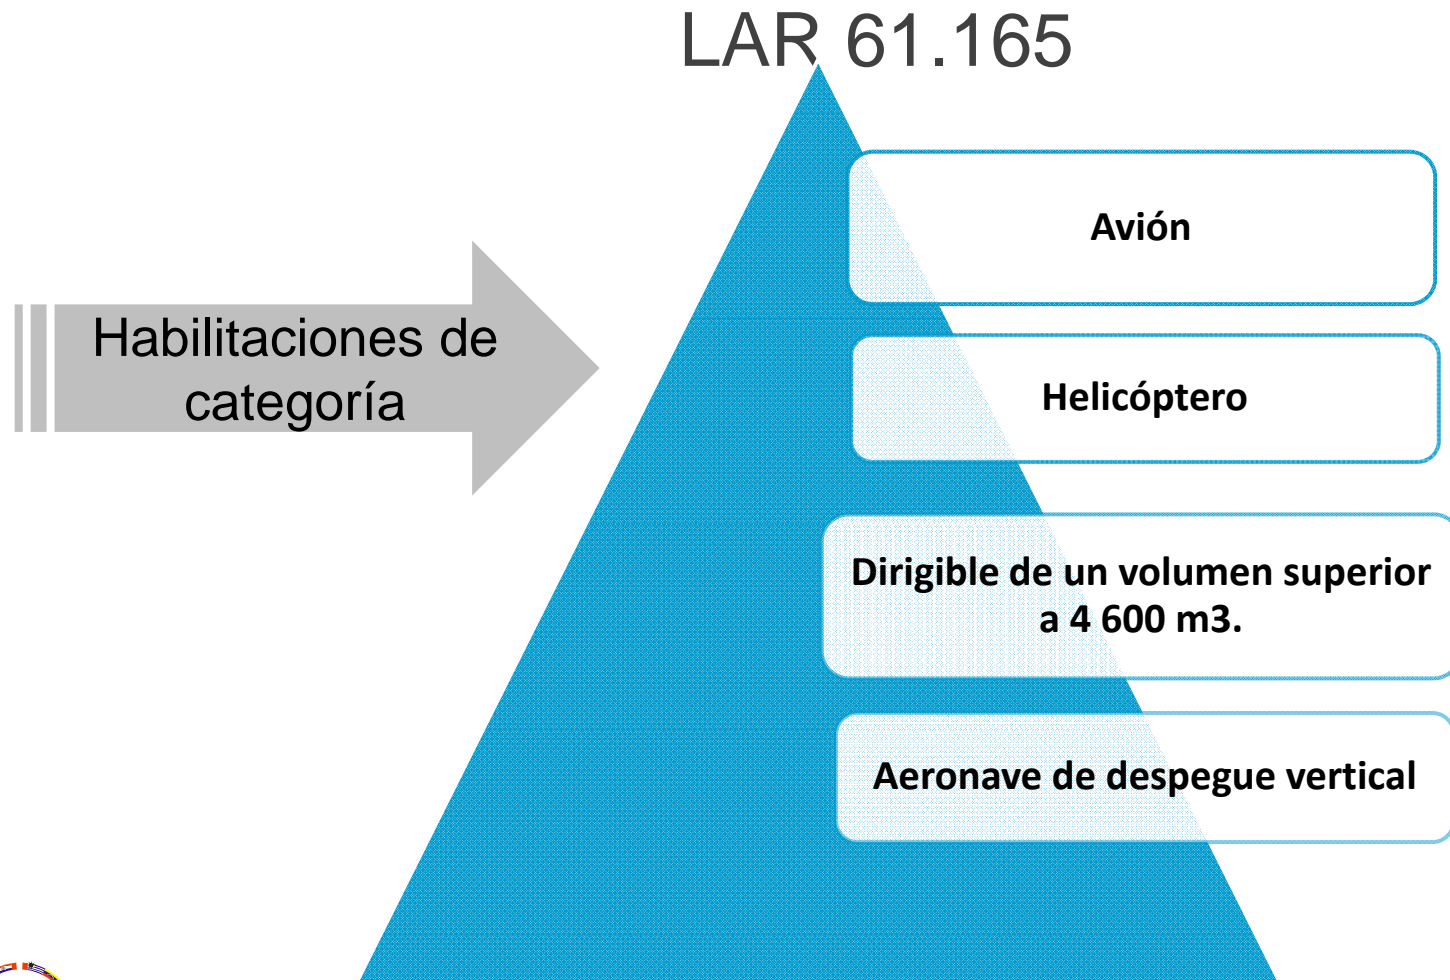 LAR 61.165
Habilitaciones de
categoría
Avión
Helicóptero
Dirigible de un volumen superior
a 4 600 m3.
Aeronave de despegue vertical